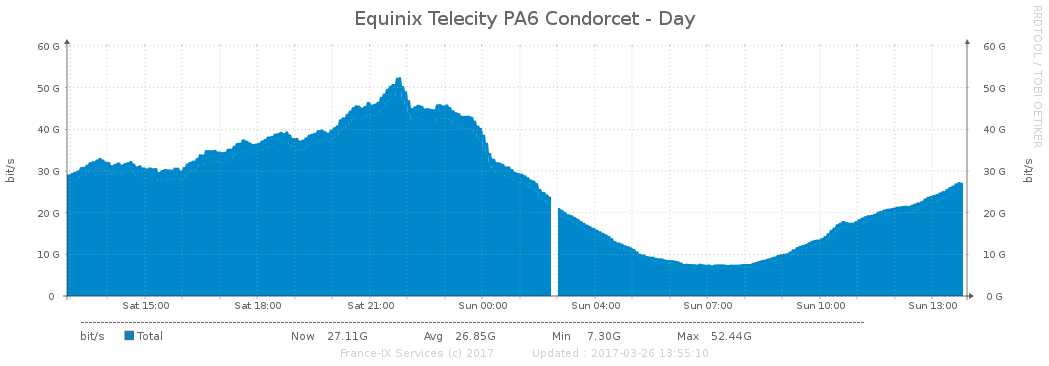 Equinix Telecity PA6 Condorcet - Day
RRDTOOL / TOBI OETIKER
60 G 60 G
50 G 50 G
40 G 40 G
30 G 30 G
20 G 20 G
10 G 10 G
0 0 G
bit/s bit/s
Sat 15:00 Sat 18:00 Sat 21:00 Sun 00:00 Sun 04:00 Sun 07:00 Sun 10:00 Sun 13:00
bit/s Total Now 27.11G Avg 26.85G Min 7.30G Max 52.44G
France-IX Services (c) 2017 Updated : 2017-03-26 13:55:10